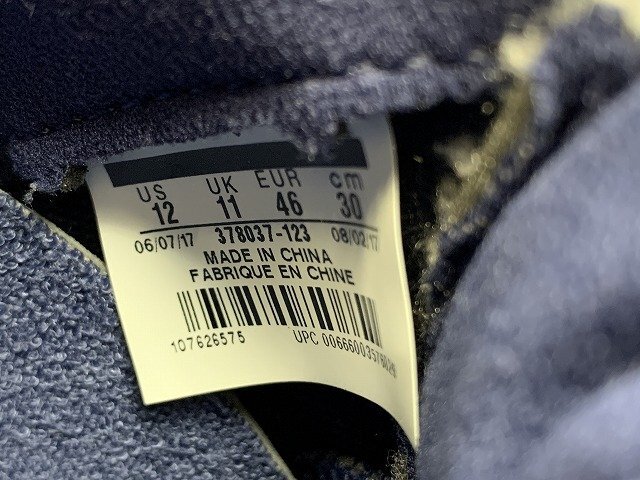 US UK EUR cm
12 11 46 30
06/07/17 378037-123 08/02/17
MADE IN CHINA
FABRIQUE EN CHINE
107626575 UPC